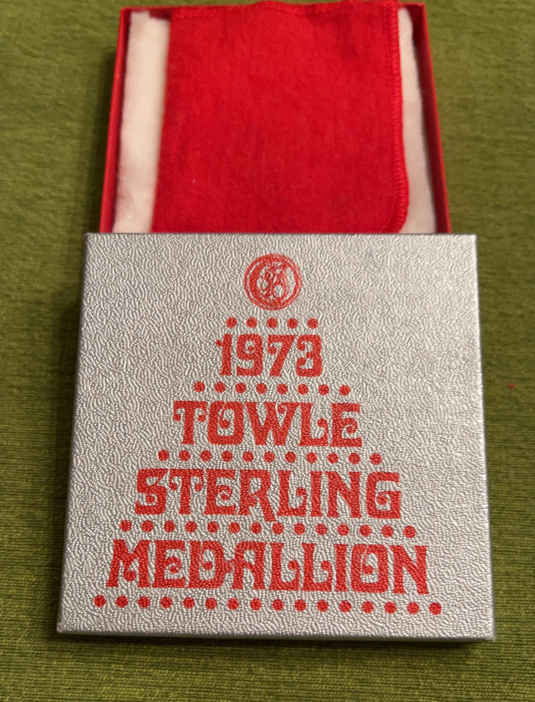 1973
TOWLE
STERLING
MEDALLION